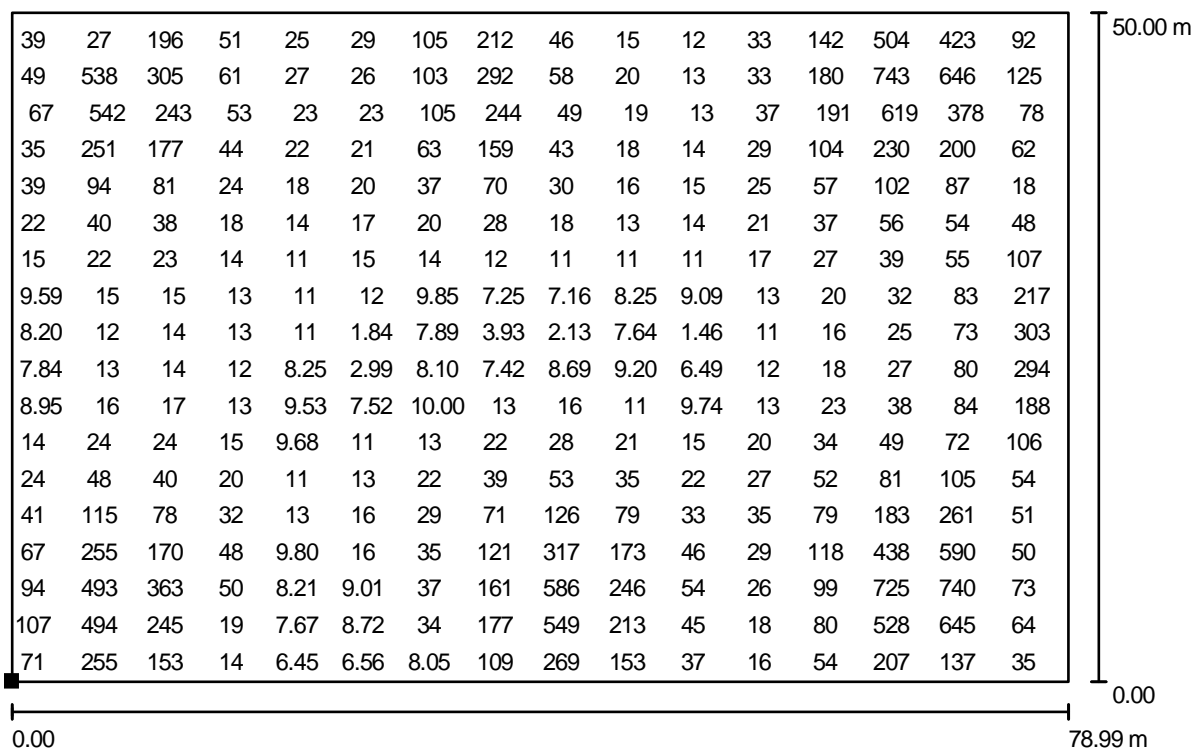 39 27 196 51 25 29 105 212 46 15 12 33 142 504 423 92
50.00 m
49 538 305 61 27 26 103 292 58 20 13 33 180 743 646 125
67 542 243 53 23 23 105 244 49 19 13 37 191 619 378 78
35 251 177 44 22 21 63 159 43 18 14 29 104 230 200 62
39 94 81 24 18 20 37 70 30 16 15 25 57 102 87 18
22 40 38 18 14 17 20 28 18 13 14 21 37 56 54 48
15 22 23 14 11 15 14 12 11 11 11 17 27 39 55 107
9.59 15 15 13 11 12 9.85 7.25 7.16 8.25 9.09 13 20 32 83 217
8.20 12 14 13 11 1.84 7.89 3.93 2.13 7.64 1.46 11 16 25 73 303
7.84 13 14 12 8.25 2.99 8.10 7.42 8.69 9.20 6.49 12 18 27 80 294
8.95 16 17 13 9.53 7.52 10.00 13 16 11 9.74 13 23 38 84 188
14 24 24 15 9.68 11 13 22 28 21 15 20 34 49 72 106
24 48 40 20 11 13 22 39 53 35 22 27 52 81 105 54
41 115 78 32 13 16 29 71 126 79 33 35 79 183 261 51
67 255 170 48 9.80 16 35 121 317 173 46 29 118 438 590 50
94 493 363 50 8.21 9.01 37 161 586 246 54 26 99 725 740 73
107 494 245 19 7.67 8.72 34 177 549 213 45 18 80 528 645 64
71 255 153 14 6.45 6.56 8.05 109 269 153 37 16 54 207 137 35
0.00
0.00
78.99 m